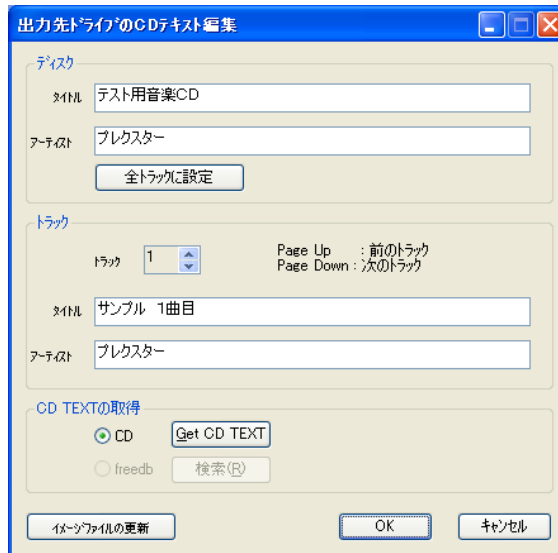 出力先ドライブのCDテキスト編集
ディスク
タイトル テスト用音楽CD
アーティスト プレクスター
全トラックに設定
トラック
トラック 1 Page Up : 前のトラック
Page Down : 次のトラック
タイトル サンプル 1曲目
アーティスト プレクスター
CD TEXTの取得
CD Get CD TEXT
freedb 検索(R)
イメージファイルの更新 OK キャンセル